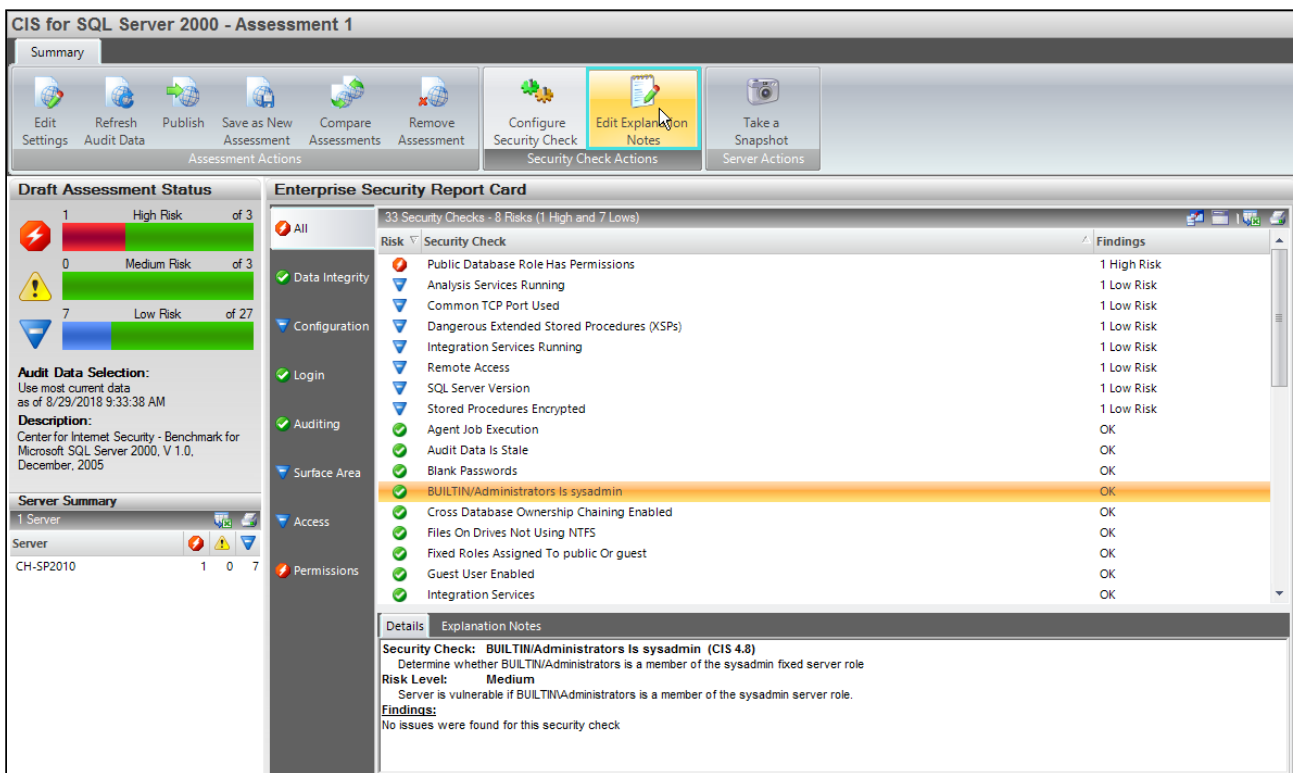 CIS for SQL Server 2000 - Assessment 1
Summary
Edit Settings
Refresh Audit Data
Publish
Save as New Assessment
Compare Assessments
Remove Assessment
Assessment Actions
Configure Security Check
Edit Explanation Notes
Security Check Actions
Take a Snapshot
Server Actions
Draft Assessment Status
1 High Risk of 3
0 Medium Risk of 3
7 Low Risk of 27
Audit Data Selection:
Use most current data
as of 8/29/2018 9:33:38 AM
Description:
Center for Internet Security - Benchmark for
Microsoft SQL Server 2000, V 1.0,
December, 2005
Server Summary
1 Server
Server
CH-SP2010 1 0 7
Enterprise Security Report Card
All
Data Integrity
Configuration
Login
Auditing
Surface Area
Access
Permissions
33 Security Checks - 8 Risks (1 High and 7 Lows)
Risk Security Check Findings
Public Database Role Has Permissions 1 High Risk
Analysis Services Running 1 Low Risk
Common TCP Port Used 1 Low Risk
Dangerous Extended Stored Procedures (XSPs) 1 Low Risk
Integration Services Running 1 Low Risk
Remote Access 1 Low Risk
SQL Server Version 1 Low Risk
Stored Procedures Encrypted 1 Low Risk
Agent Job Execution OK
Audit Data Is Stale OK
Blank Passwords OK
BUILTIN/Administrators Is sysadmin OK
Cross Database Ownership Chaining Enabled OK
Files On Drives Not Using NTFS OK
Fixed Roles Assigned To public Or guest OK
Guest User Enabled OK
Integration Services OK
Details Explanation Notes
Security Check: BUILTIN/Administrators Is sysadmin (CIS 4.8)
Determine whether BUILTIN/Administrators is a member of the sysadmin fixed server role
Risk Level: Medium
Server is vulnerable if BUILTIN\Administrators is a member of the sysadmin server role.
Findings:
No issues were found for this security check